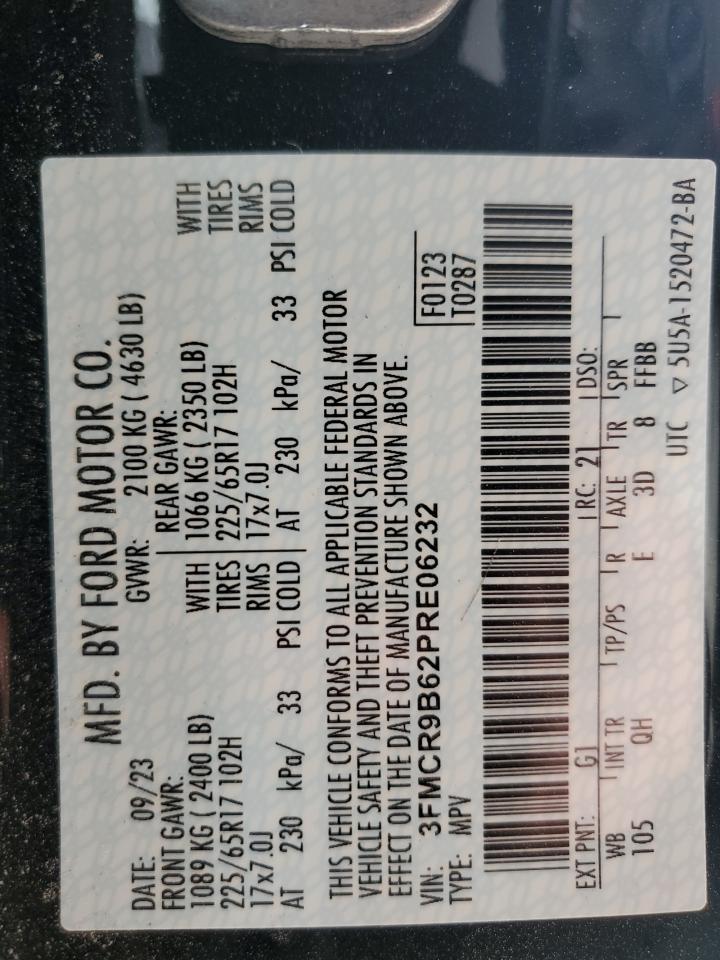 MFD. BY FORD MOTOR CO.
DATE: 09/23 GVWR: 2100 KG ( 4630 LB)
FRONT GAWR: REAR GAWR:
1089 KG ( 2400 LB) WITH 1066 KG ( 2350 LB) WITH
225/65R17 102H TIRES 225/65R17 102H TIRES
17x7.0J RIMS 17x7.0J RIMS
AT 230 kPa/ 33 PSI COLD AT 230 kPa/ 33 PSI COLD
THIS VEHICLE CONFORMS TO ALL APPLICABLE FEDERAL MOTOR
VEHICLE SAFETY AND THEFT PREVENTION STANDARDS IN
EFFECT ON THE DATE OF MANUFACTURE SHOWN ABOVE.
VIN: 3FMCR9B62PRE06232 F0123
TYPE: MPV T0287
EXT PNT: G1 RC: 21 DSO:
WB INT TR TP/PS R AXLE TR SPR
105 QH E 3D 8 FFBB
UTC ▽ 5U5A-1520472-BA